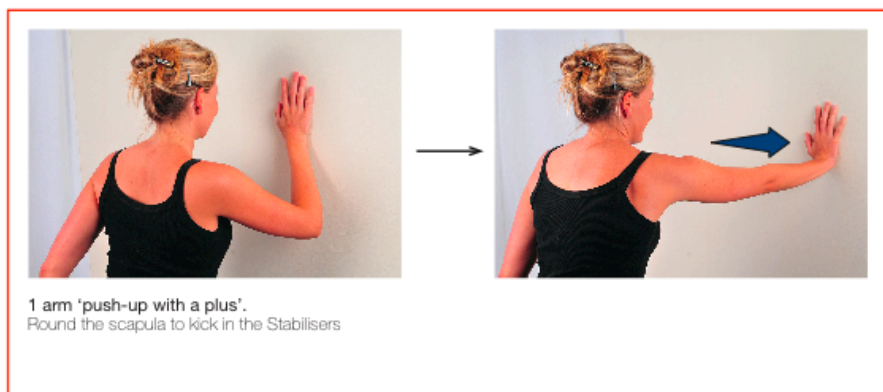 1 arm ‘push-up with a plus’.
Round the scapula to kick in the Stabilisers